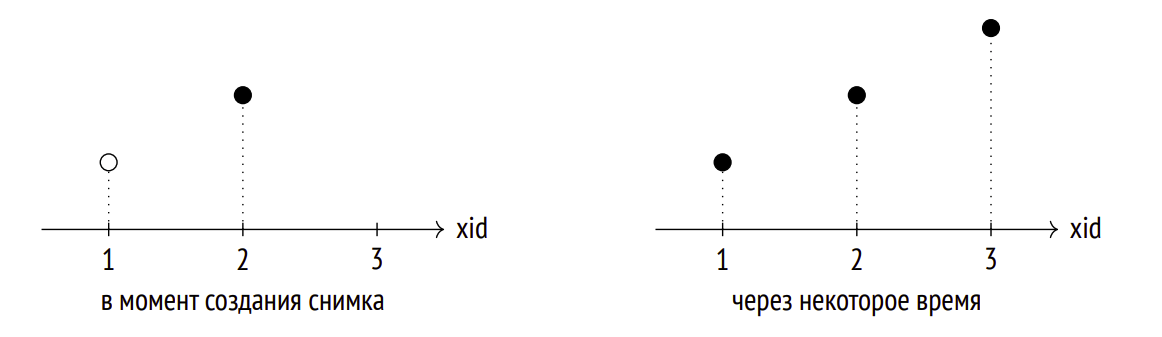 xid
1 2 3
в момент создания снимка
xid
1 2 3
через некоторое время